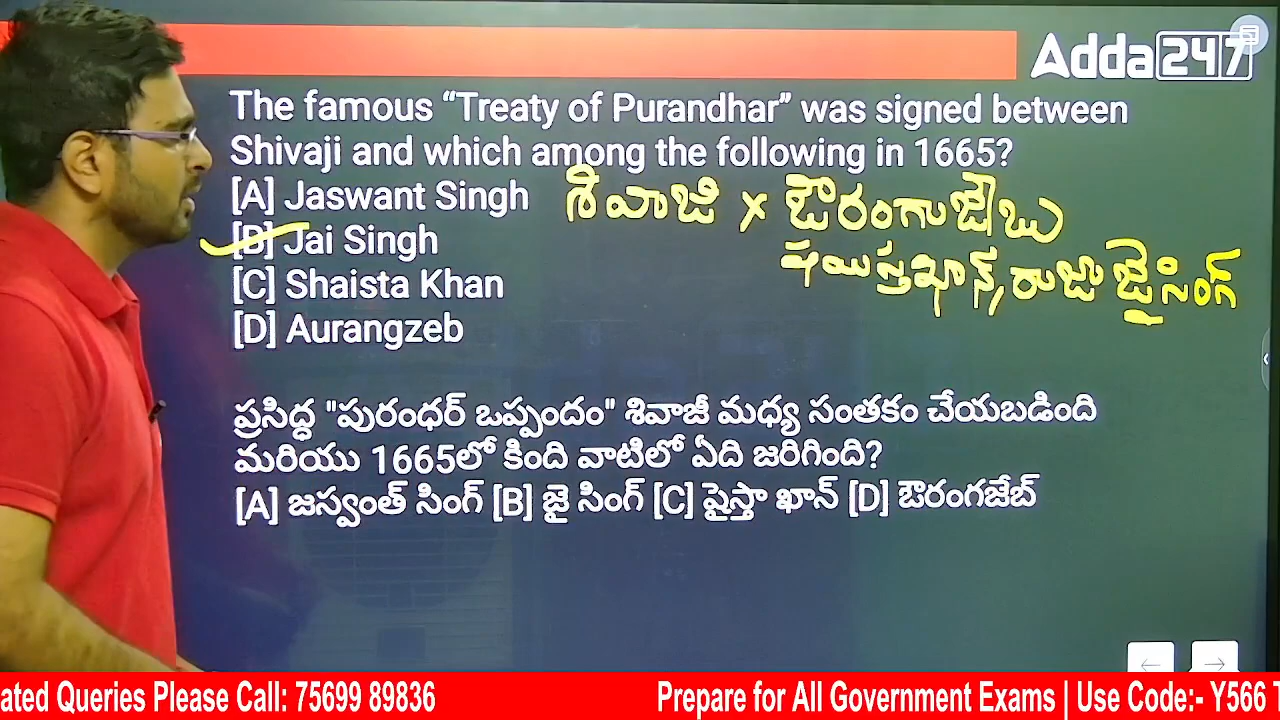 Adda247
The famous “Treaty of Purandhar” was signed between
Shivaji and which among the following in 1665?
[A] Jaswant Singh
[B] Jai Singh
[C] Shaista Khan
[D] Aurangzeb
శివాజి x ఔరంగజేబు
షయిస్తఖాన్, రాజా జైసింగ్
ప్రసిద్ధ "పురంధర్ ఒప్పందం" శివాజీ మధ్య సంతకం చేయబడింది
మరియు 1665లో కింది వాటిలో ఏది జరిగింది?
[A] జస్వంత్ సింగ్ [B] జై సింగ్ [C] షైస్తా ఖాన్ [D] ఔరంగజేబ్
ated Queries Please Call: 75699 89836 Prepare for All Government Exams | Use Code:- Y566 T